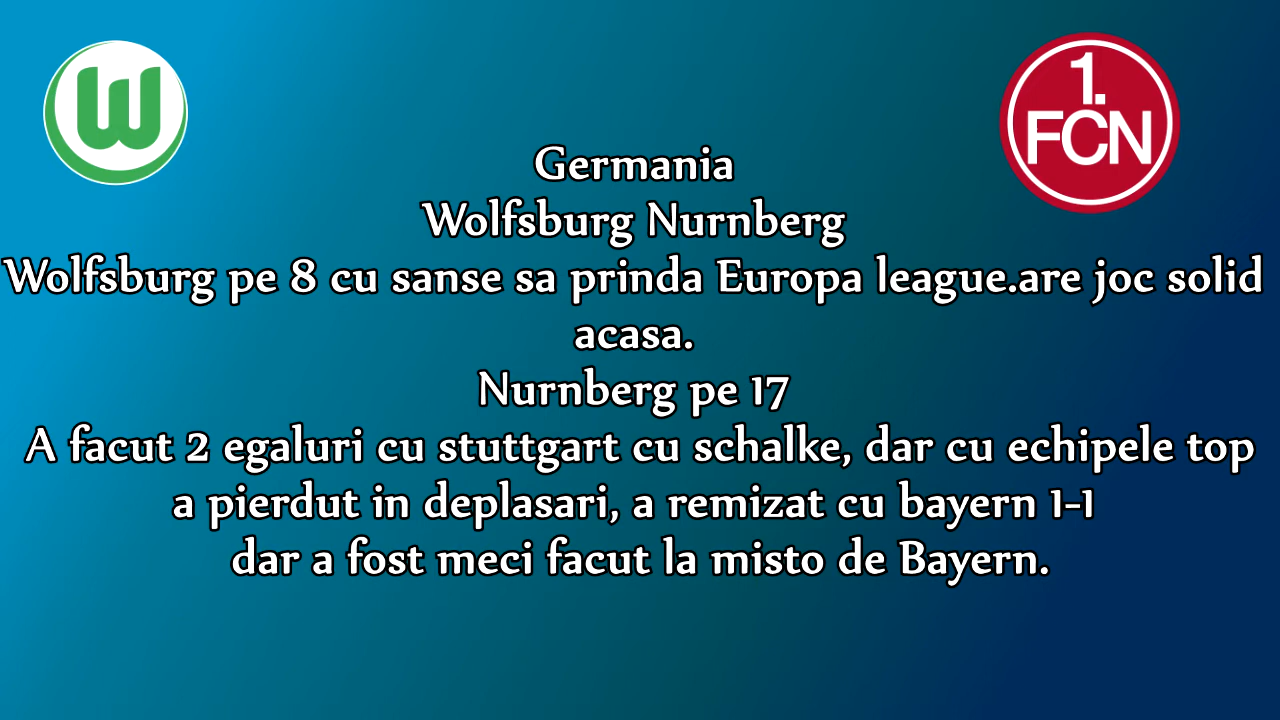 W
1.
FCN
Germania
Wolfsburg Nurnberg
Wolfsburg pe 8 cu sanse sa prinda Europa league.are joc solid
acasa.
Nurnberg pe 17
A facut 2 egaluri cu stuttgart cu schalke, dar cu echipele top
a pierdut in deplasari, a remizat cu bayern 1-1
dar a fost meci facut la misto de Bayern.